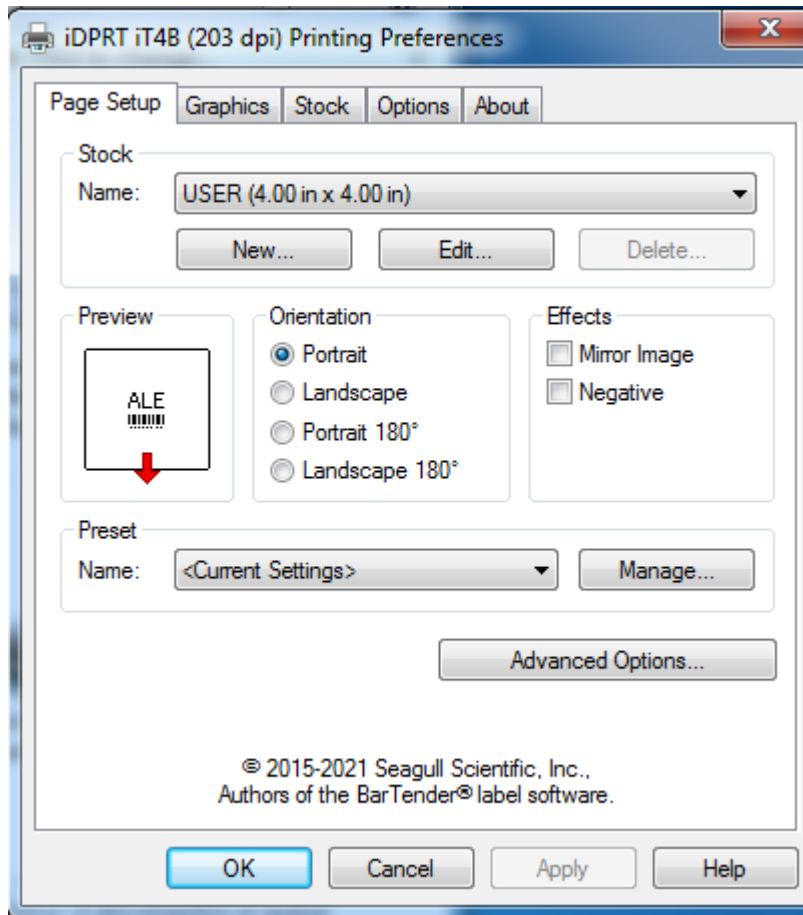 iDPRT iT4B (203 dpi) Printing Preferences
Page Setup Graphics Stock Options About
Stock
Name: USER (4.00 in x 4.00 in)
New... Edit... Delete...
Preview Orientation Effects
ALE
Portrait Mirror Image
Landscape Negative
Portrait 180°
Landscape 180°
Preset
Name: <Current Settings> Manage...
Advanced Options...
© 2015-2021 Seagull Scientific, Inc.,
Authors of the BarTender® label software.
OK Cancel Apply Help